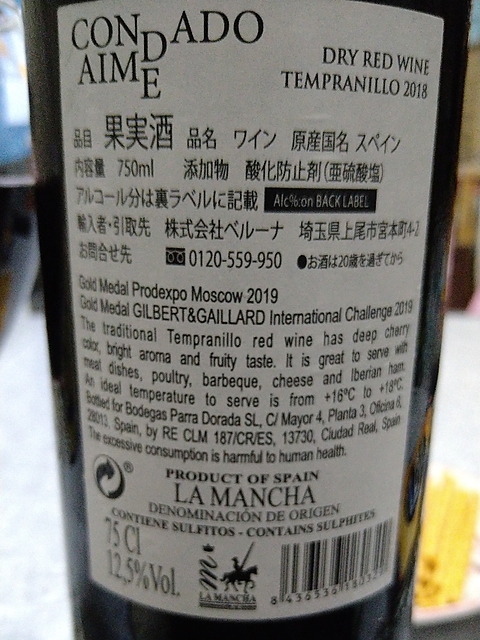 CONDADO
DE
AIME
DRY RED WINE
TEMPRANILLO 2018
品目 果実酒 品名 ワイン 原産国名 スペイン
内容量 750ml 添加物 酸化防止剤(亜硫酸塩)
アルコール分は裏ラベルに記載 Alc%:on BACK LABEL
輸入者・引取先 株式会社ベルーナ 埼玉県上尾市宮本町4-2
お問合せ先 0120-559-950 ●お酒は20歳を過ぎてから
Gold Medal Prodexpo Moscow 2019
Gold Medal GILBERT&GAILLARD International Challenge 2019
The traditional Tempranillo red wine has deep cherry
color, bright aroma and fruity taste. It is great to serve with
meat dishes, poultry, barbeque, cheese and Iberian ham.
An ideal temperature to serve is from +16°C to +18°C.
Bottled for Bodegas Parra Dorada SL, C/ Mayor 4, Planta 3, Oficina 6,
28013, Spain, by RE CLM 187/CR/ES, 13730, Ciudad Real, Spain
The excessive consumption is harmful to human health.
PRODUCT OF SPAIN
LA MANCHA
DENOMINACIÓN DE ORIGEN
CONTIENE SULFITOS - CONTAINS SULPHITES
75 Cl
12,5%Vol.
m
LA MANCHA